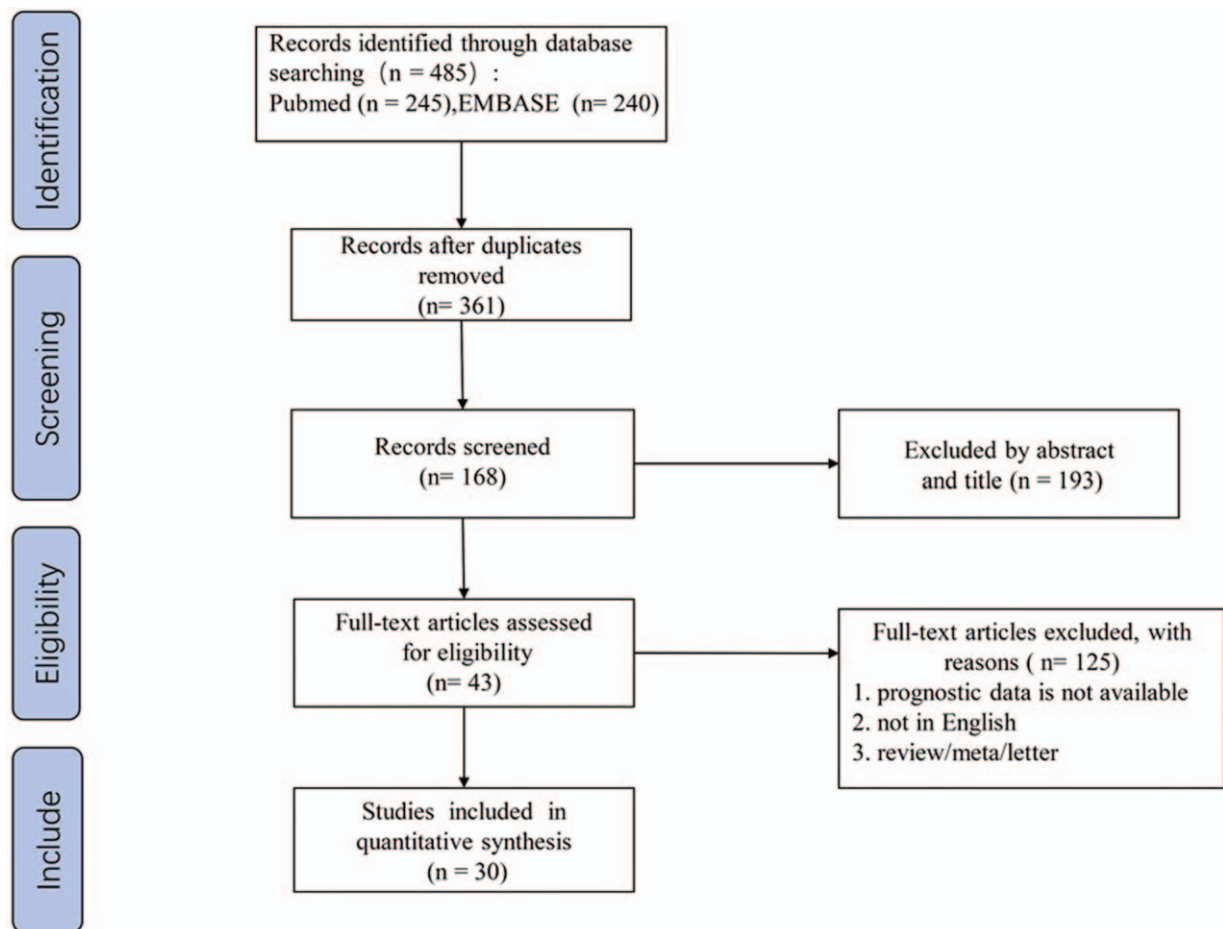 Identification
Records identified through database
searching（n = 485）:
Pubmed (n = 245),EMBASE (n= 240)
Records after duplicates
removed
(n= 361)
Screening
Records screened
(n= 168)
Excluded by abstract
and title (n = 193)
Eligibility
Full-text articles assessed
for eligibility
(n= 43)
Full-text articles excluded, with
reasons ( n= 125)
1. prognostic data is not available
2. not in English
3. review/meta/letter
Include
Studies included in
quantitative synthesis
(n = 30)